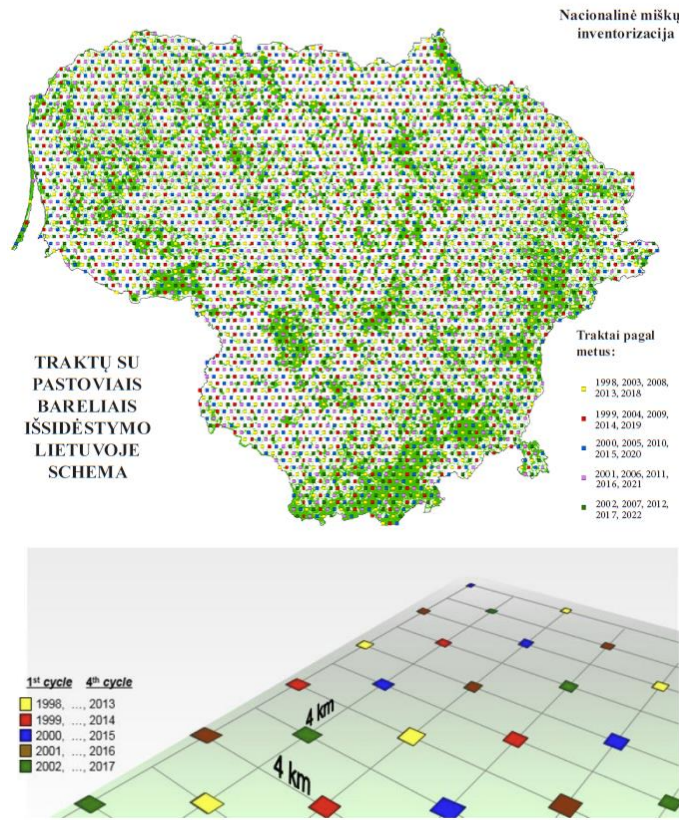 Nacionalinė miškų
inventorizacija
TRAKTŲ SU
PASTOVIAIS
BARELIAIS
IŠSIDĖSTYMO
LIETUVOJE
SCHEMA
Traktai pagal
metus:
1998, 2003, 2008,
2013, 2018
1999, 2004, 2009,
2014, 2019
2000, 2005, 2010,
2015, 2020
2001, 2006, 2011,
2016, 2021
2002, 2007, 2012,
2017, 2022
1st cycle 4th cycle
1998, ..., 2013
1999, ..., 2014
2000, ..., 2015
2001, ..., 2016
2002, ..., 2017
4 km
4 km